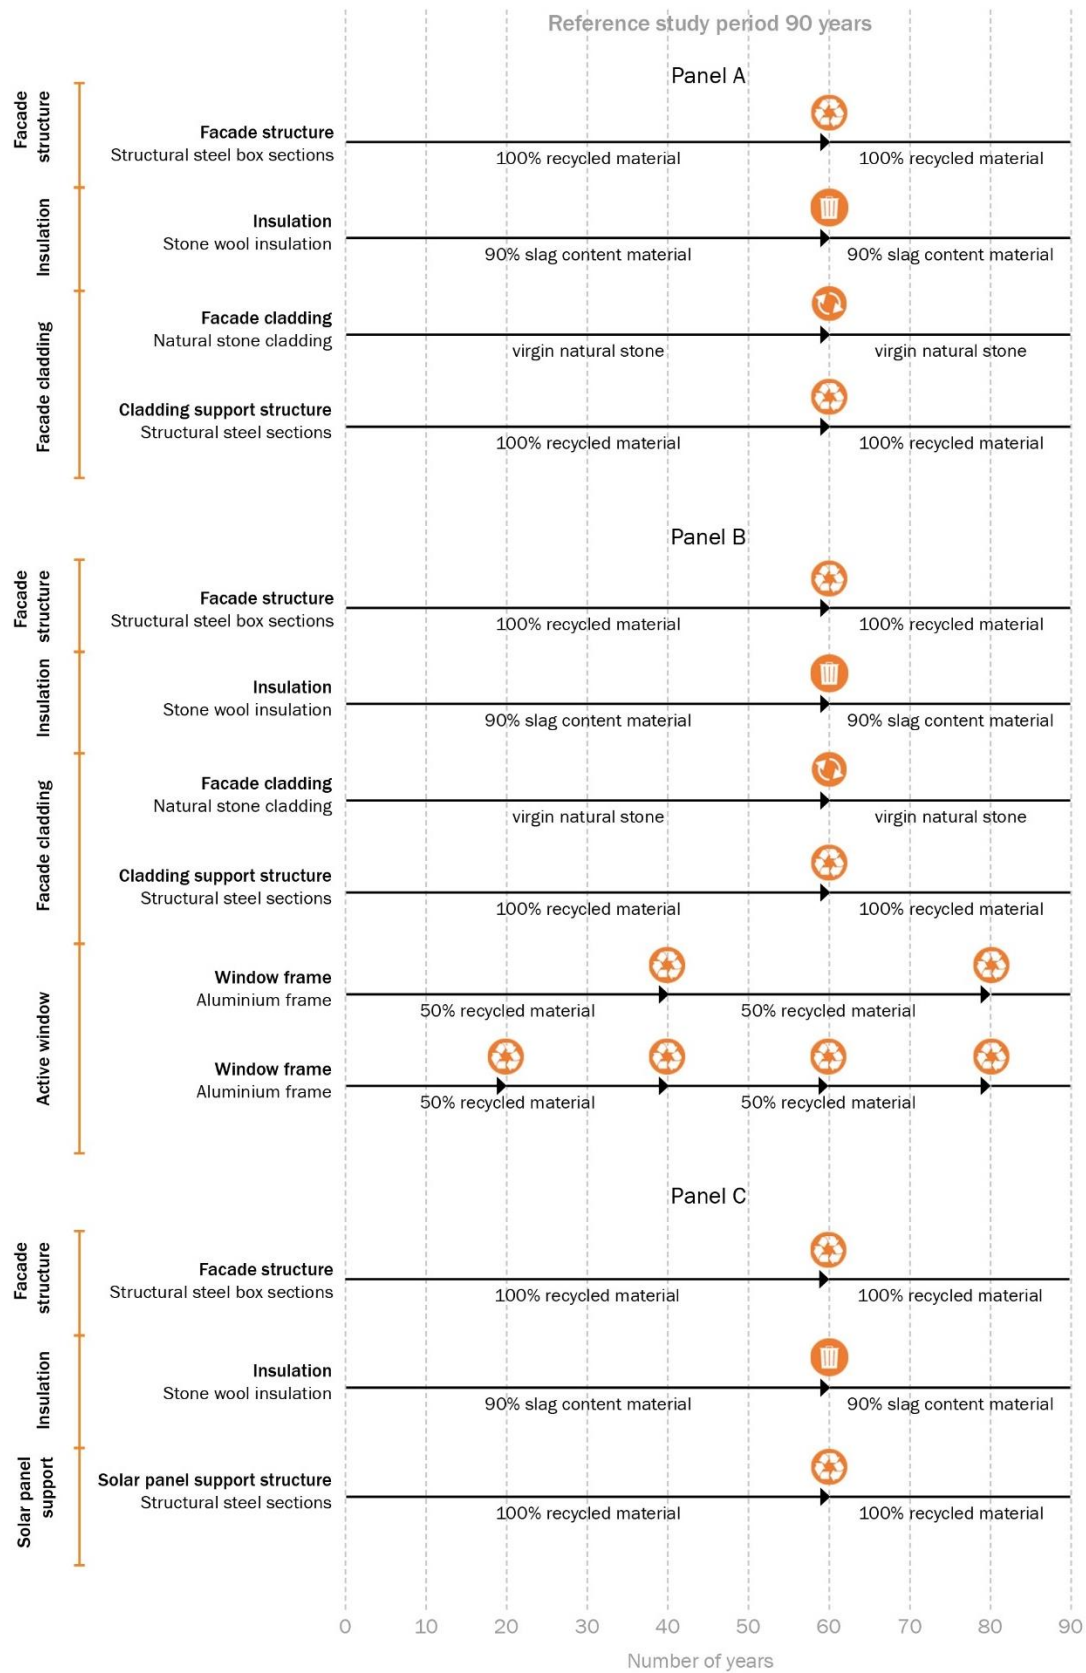 Reference study period 90 years
Panel A
Facade
structure
Facade structure
Structural steel box sections
100% recycled material
100% recycled material
Insulation
Insulation
Stone wool insulation
90% slag content material
90% slag content material
Facade cladding
Facade cladding
Natural stone cladding
virgin natural stone
virgin natural stone
Cladding support structure
Structural steel sections
100% recycled material
100% recycled material
Panel B
Facade
structure
Facade structure
Structural steel box sections
100% recycled material
100% recycled material
Insulation
Insulation
Stone wool insulation
90% slag content material
90% slag content material
Facade cladding
Facade cladding
Natural stone cladding
virgin natural stone
virgin natural stone
Cladding support structure
Structural steel sections
100% recycled material
100% recycled material
Active window
Window frame
Aluminium frame
50% recycled material
50% recycled material
Window frame
Aluminium frame
50% recycled material
50% recycled material
Panel C
Facade
structure
Facade structure
Structural steel box sections
100% recycled material
100% recycled material
Insulation
Insulation
Stone wool insulation
90% slag content material
90% slag content material
Solar panel
support
Solar panel support structure
Structural steel sections
100% recycled material
100% recycled material
0 10 20 30 40 50 60 70 80 90
Number of years